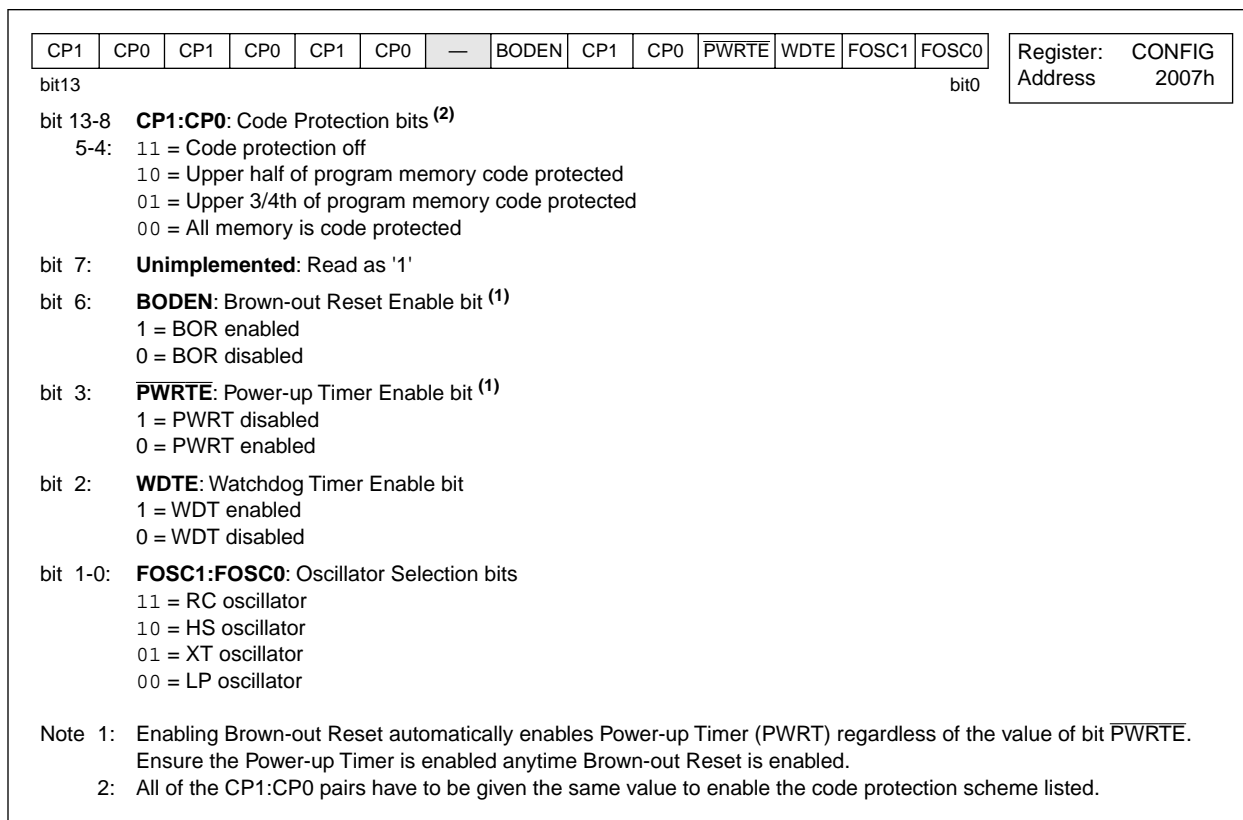 CP1 CP0 CP1 CP0 CP1 CP0 — BODEN CP1 CP0 PWRTE WDTE FOSC1 FOSC0
Register: CONFIG
Address 2007h
bit13 bit0
bit 13-8 CP1:CP0: Code Protection bits (2)
5-4: 11 = Code protection off
10 = Upper half of program memory code protected
01 = Upper 3/4th of program memory code protected
00 = All memory is code protected
bit 7: Unimplemented: Read as '1'
bit 6: BODEN: Brown-out Reset Enable bit (1)
1 = BOR enabled
0 = BOR disabled
bit 3: PWRTE: Power-up Timer Enable bit (1)
1 = PWRT disabled
0 = PWRT enabled
bit 2: WDTE: Watchdog Timer Enable bit
1 = WDT enabled
0 = WDT disabled
bit 1-0: FOSC1:FOSC0: Oscillator Selection bits
11 = RC oscillator
10 = HS oscillator
01 = XT oscillator
00 = LP oscillator
Note 1: Enabling Brown-out Reset automatically enables Power-up Timer (PWRT) regardless of the value of bit PWRTE.
Ensure the Power-up Timer is enabled anytime Brown-out Reset is enabled.
2: All of the CP1:CP0 pairs have to be given the same value to enable the code protection scheme listed.